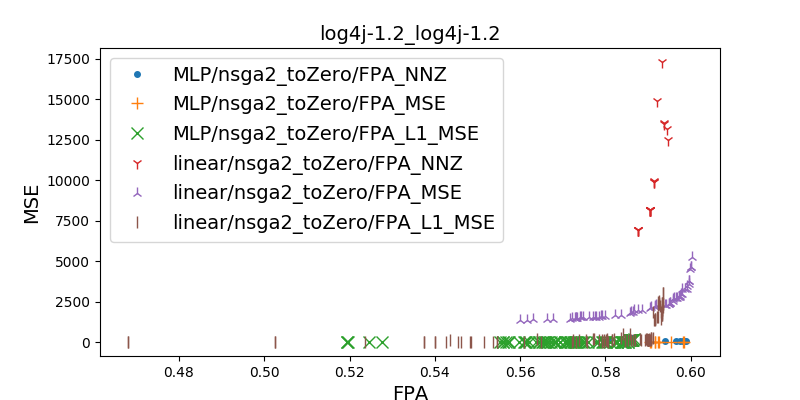 log4j-1.2_log4j-1.2
17500
15000
12500
10000
7500
5000
2500
0
MSE
MLP/nsga2_toZero/FPA_NNZ
MLP/nsga2_toZero/FPA_MSE
MLP/nsga2_toZero/FPA_L1_MSE
linear/nsga2_toZero/FPA_NNZ
linear/nsga2_toZero/FPA_MSE
linear/nsga2_toZero/FPA_L1_MSE
0.48 0.50 0.52 0.54 0.56 0.58 0.60
FPA